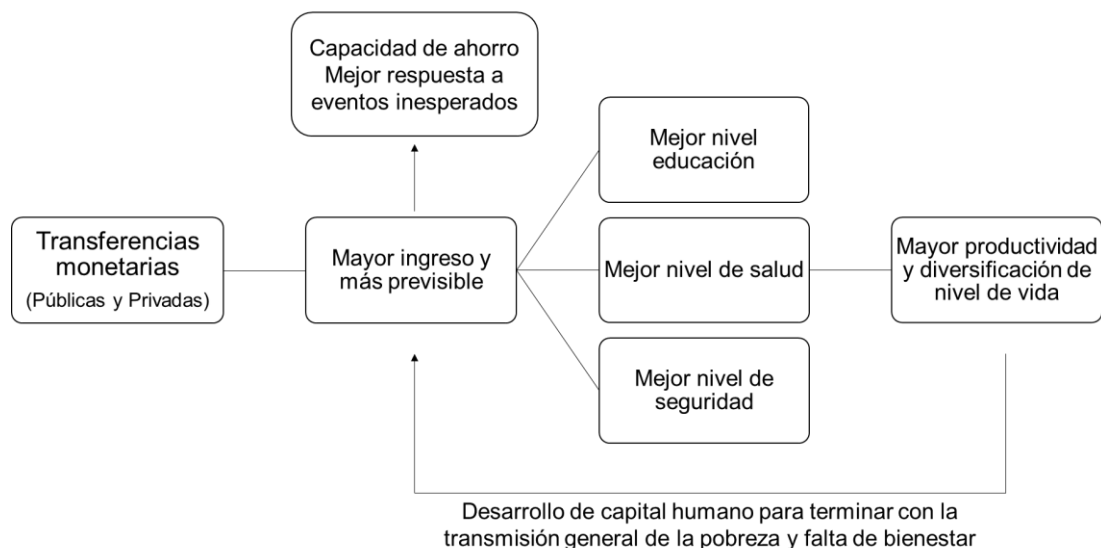 Capacidad de ahorro
Mejor respuesta a
eventos inesperados
Mejor nivel
educación
Transferencias
monetarias
(Públicas y Privadas)
Mayor ingreso y
más previsible
Mejor nivel de salud
Mayor productividad
y diversificación de
nivel de vida
Mejor nivel de
seguridad
Desarrollo de capital humano para terminar con la
transmisión general de la pobreza y falta de bienestar